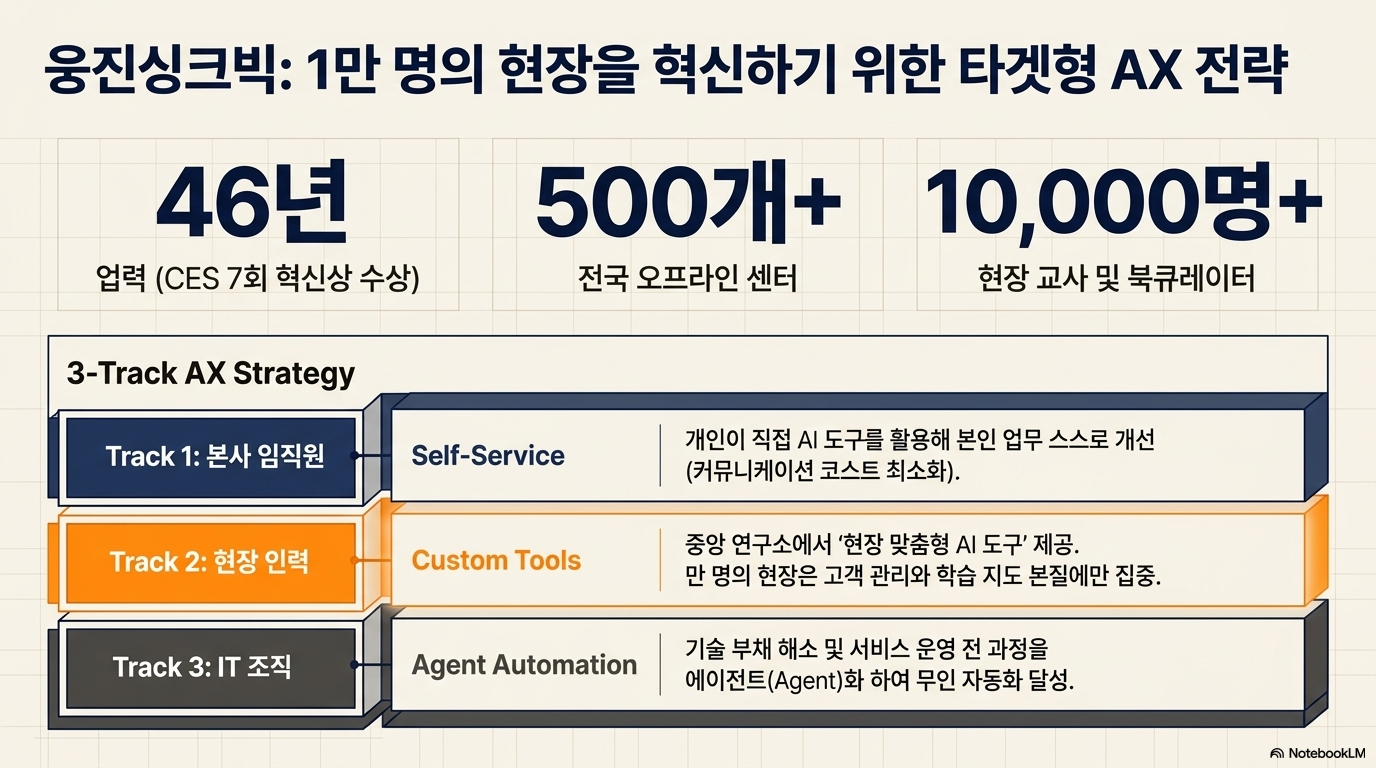 웅진싱크빅: 1만 명의 현장을 혁신하기 위한 타겟형 AX 전략
46년
업력 (CES 7회 혁신상 수상)
500개+
전국 오프라인 센터
10,000명+
현장 교사 및 북큐레이터
3-Track AX Strategy
Track 1: 본사 임직원
Self-Service
개인이 직접 AI 도구를 활용해 본인 업무 스스로 개선
(커뮤니케이션 코스트 최소화).
Track 2: 현장 인력
Custom Tools
중앙 연구소에서 ‘현장 맞춤형 AI 도구’ 제공.
만 명의 현장은 고객 관리와 학습 지도 본질에만 집중.
Track 3: IT 조직
Agent Automation
기술 부채 해소 및 서비스 운영 전 과정을
에이전트(Agent)화 하여 무인 자동화 달성.
NotebookLM